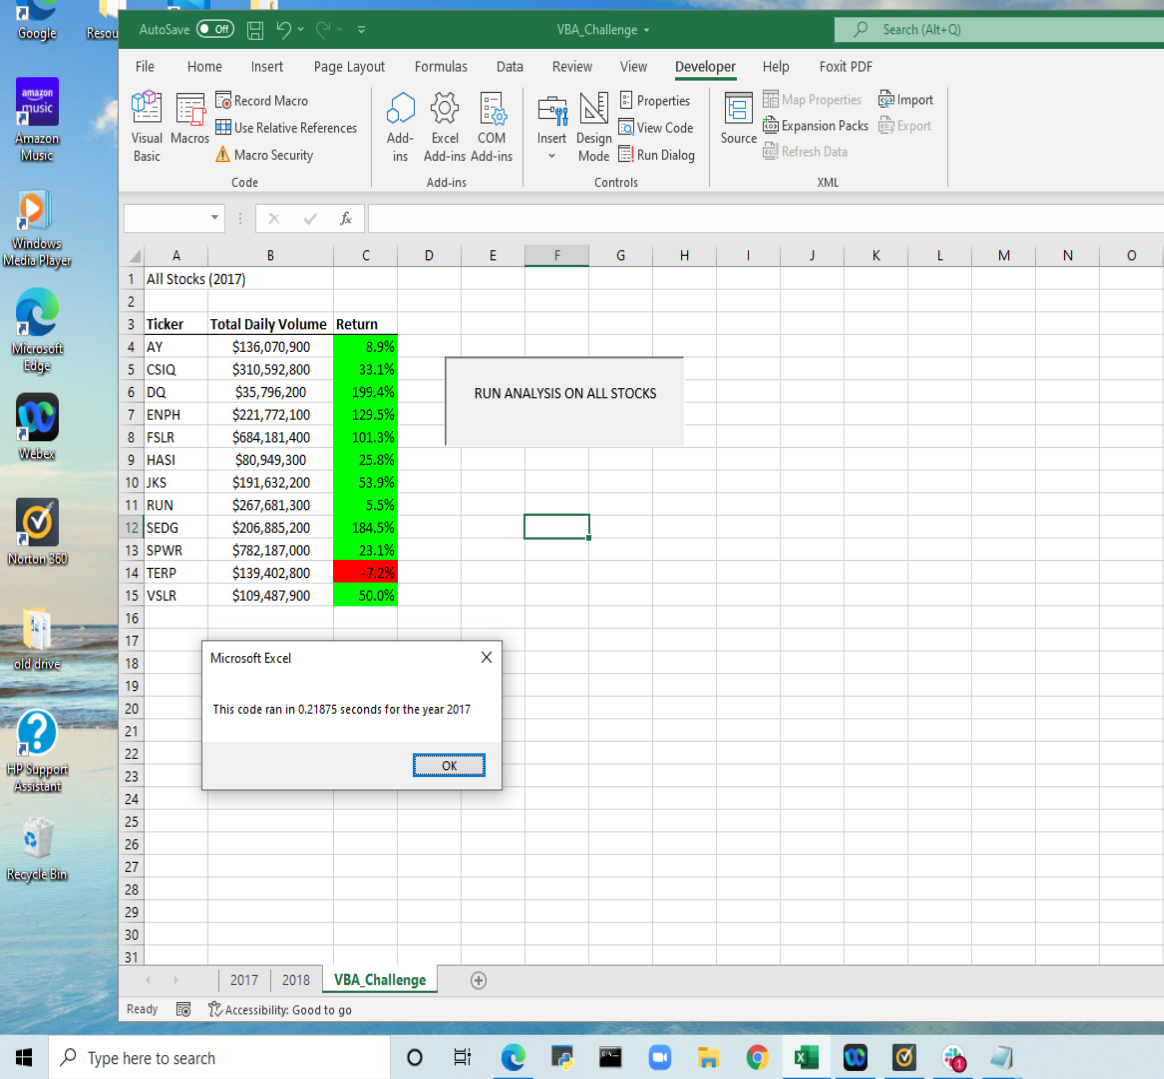 Google
Resou
amazon
music
Amazon
Music
Windows
Media Player
Microsoft
Edge
Webex
Norton 360
old drive
HP Support
Assistant
Recycle Bin
AutoSave Off
VBA_Challenge
Search (Alt+Q)
File Home Insert Page Layout Formulas Data Review View Developer Help Foxit PDF
Visual
Basic
Macros
Record Macro
Use Relative References
Macro Security
Code
Add-
ins
Excel
Add-ins
COM
Add-ins
Add-ins
Insert
Design
Mode
Properties
View Code
Run Dialog
Controls
Source
Map Properties
Expansion Packs
Refresh Data
Import
Export
XML
fx
A B C D E F G H I J K L M N O
1 All Stocks (2017)
2
3 Ticker Total Daily Volume Return
4 AY $136,070,900 8.9%
5 CSIQ $310,592,800 33.1%
6 DQ $35,796,200 199.4%
7 ENPH $221,772,100 129.5%
8 FSLR $684,181,400 101.3%
9 HASI $80,949,300 25.8%
10 JKS $191,632,200 53.9%
11 RUN $267,681,300 5.5%
12 SEDG $206,885,200 184.5%
13 SPWR $782,187,000 23.1%
14 TERP $139,402,800 -7.2%
15 VSLR $109,487,900 50.0%
RUN ANALYSIS ON ALL STOCKS
16
17
18
19
20
21
22
23
24
25
26
27
28
29
30
31
Microsoft Excel
This code ran in 0.21875 seconds for the year 2017
OK
2017 2018 VBA_Challenge
Ready Accessibility: Good to go
Type here to search
1